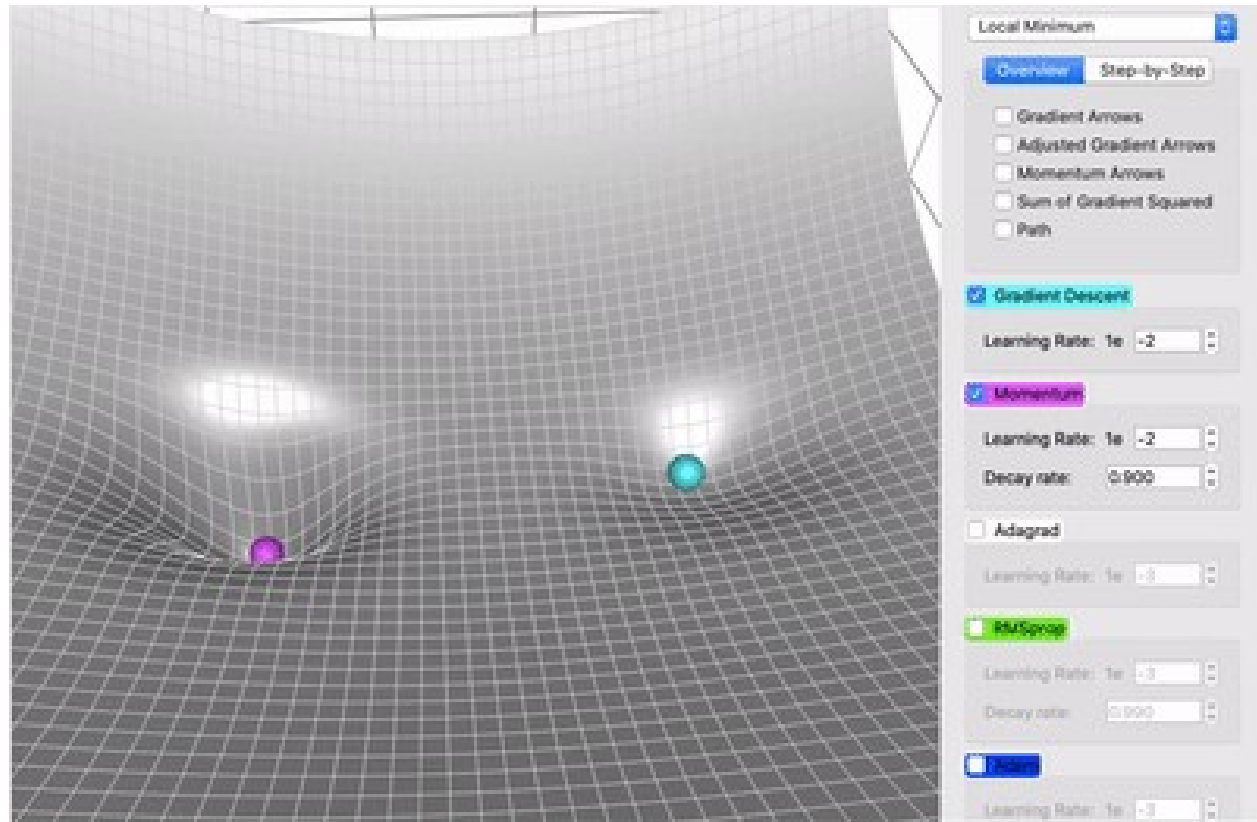 Local Minimum
Overview Step-by-Step
Gradient Arrows
Adjusted Gradient Arrows
Momentum Arrows
Sum of Gradient Squared
Path
Gradient Descent
Learning Rate: 1e -2
Momentum
Learning Rate: 1e -2
Decay rate: 0.900
Adagrad
Learning Rate: 1e -3
RMSprop
Learning Rate: 1e -3
Decay rate: 0.990
Adam
Learning Rate: 1e -3